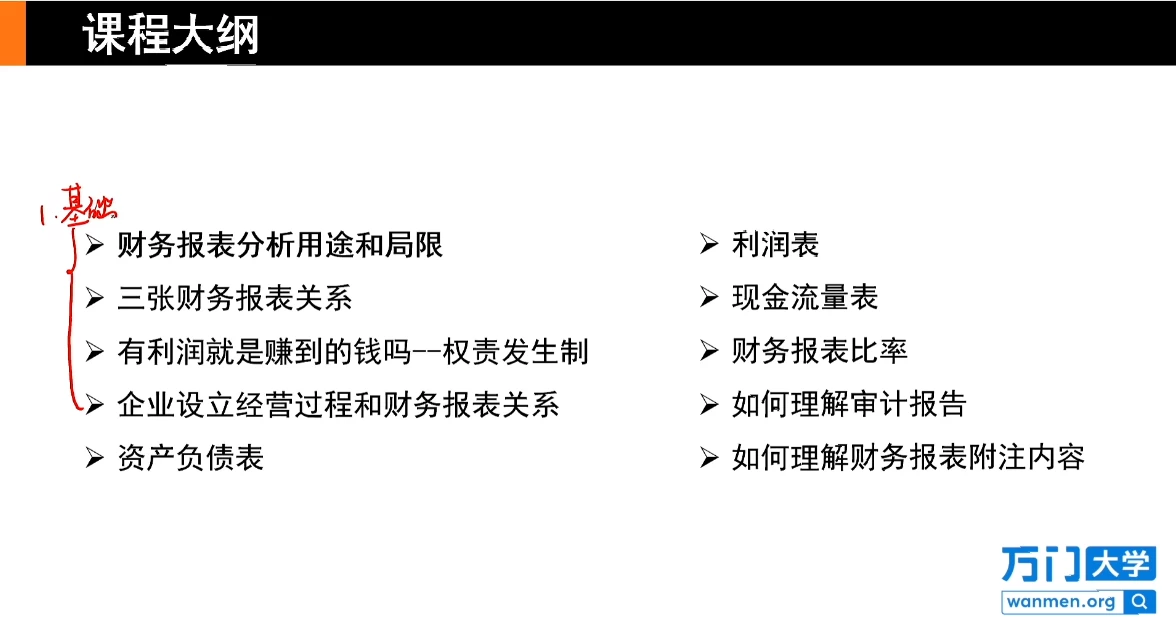 课程大纲
1.基础
➢ 财务报表分析用途和局限
➢ 三张财务报表关系
➢ 有利润就是赚到的钱吗--权责发生制
➢ 企业设立经营过程和财务报表关系
➢ 资产负债表
➢ 利润表
➢ 现金流量表
➢ 财务报表比率
➢ 如何理解审计报告
➢ 如何理解财务报表附注内容
万门大学
wanmen.org